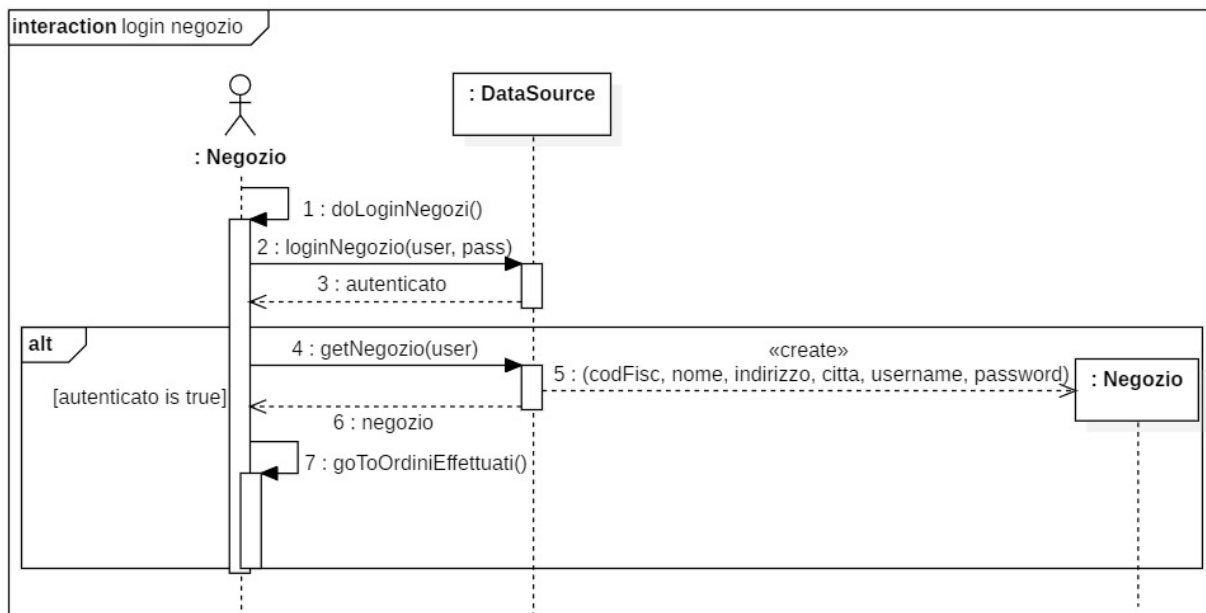 interaction login negozio
: DataSource
: Negozio
1 : doLoginNegozi()
2 : loginNegozio(user, pass)
3 : autenticato
alt
4 : getNegozio(user)
«create»
5 : (codFisc, nome, indirizzo, citta, username, password)
: Negozio
[autenticato is true]
6 : negozio
7 : goToOrdiniEffettuati()